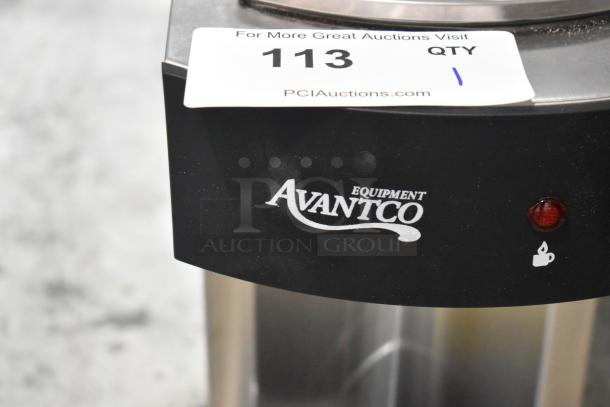 For More Great Auctions Visit
113 QTY 1
PCIAuctions.com
EQUIPMENT
AVANTCO
PCI
AUCTION GROUP